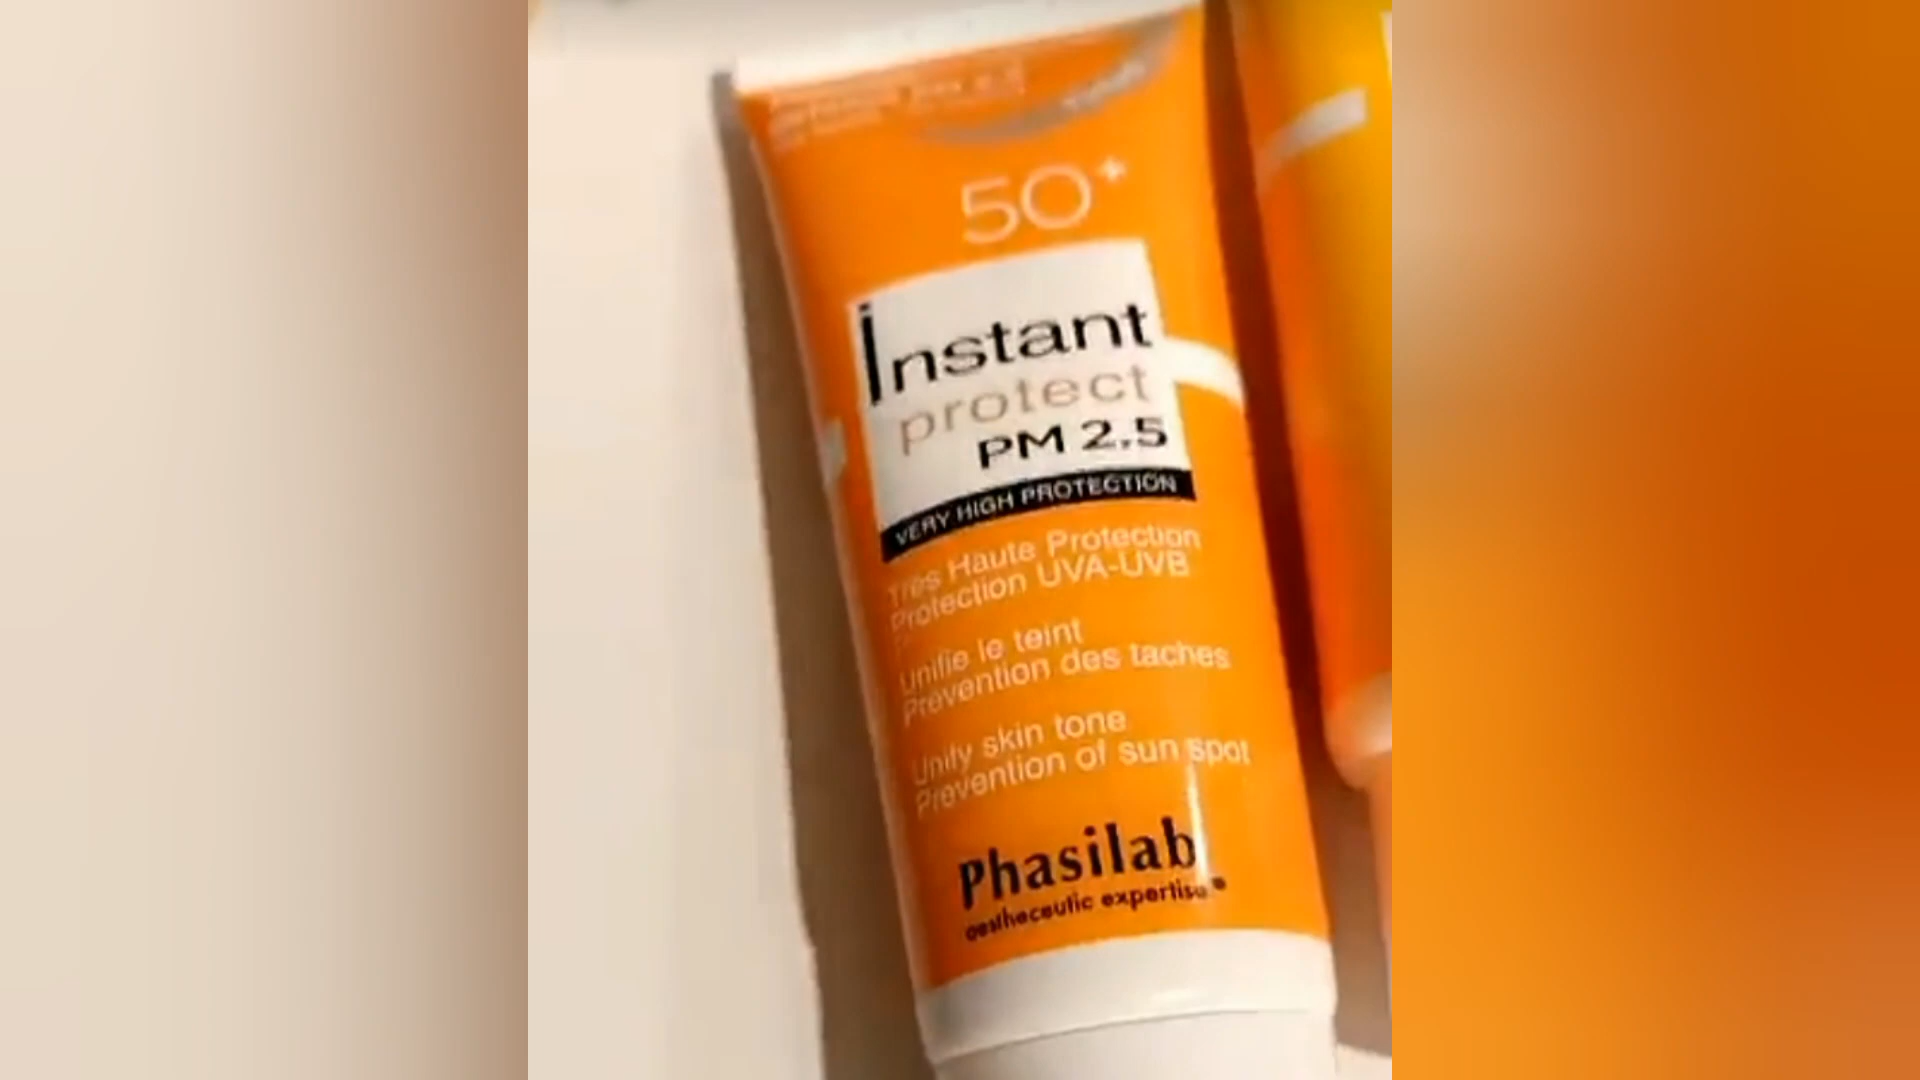 50+
Instant
protect
PM 2.5
VERY HIGH PROTECTION
Très Haute Protection
Protection UVA-UVB
Unifie le teint
Prévention des taches
Unify skin tone
Prevention of sun spot
Phasilab
aestheceutic expertise